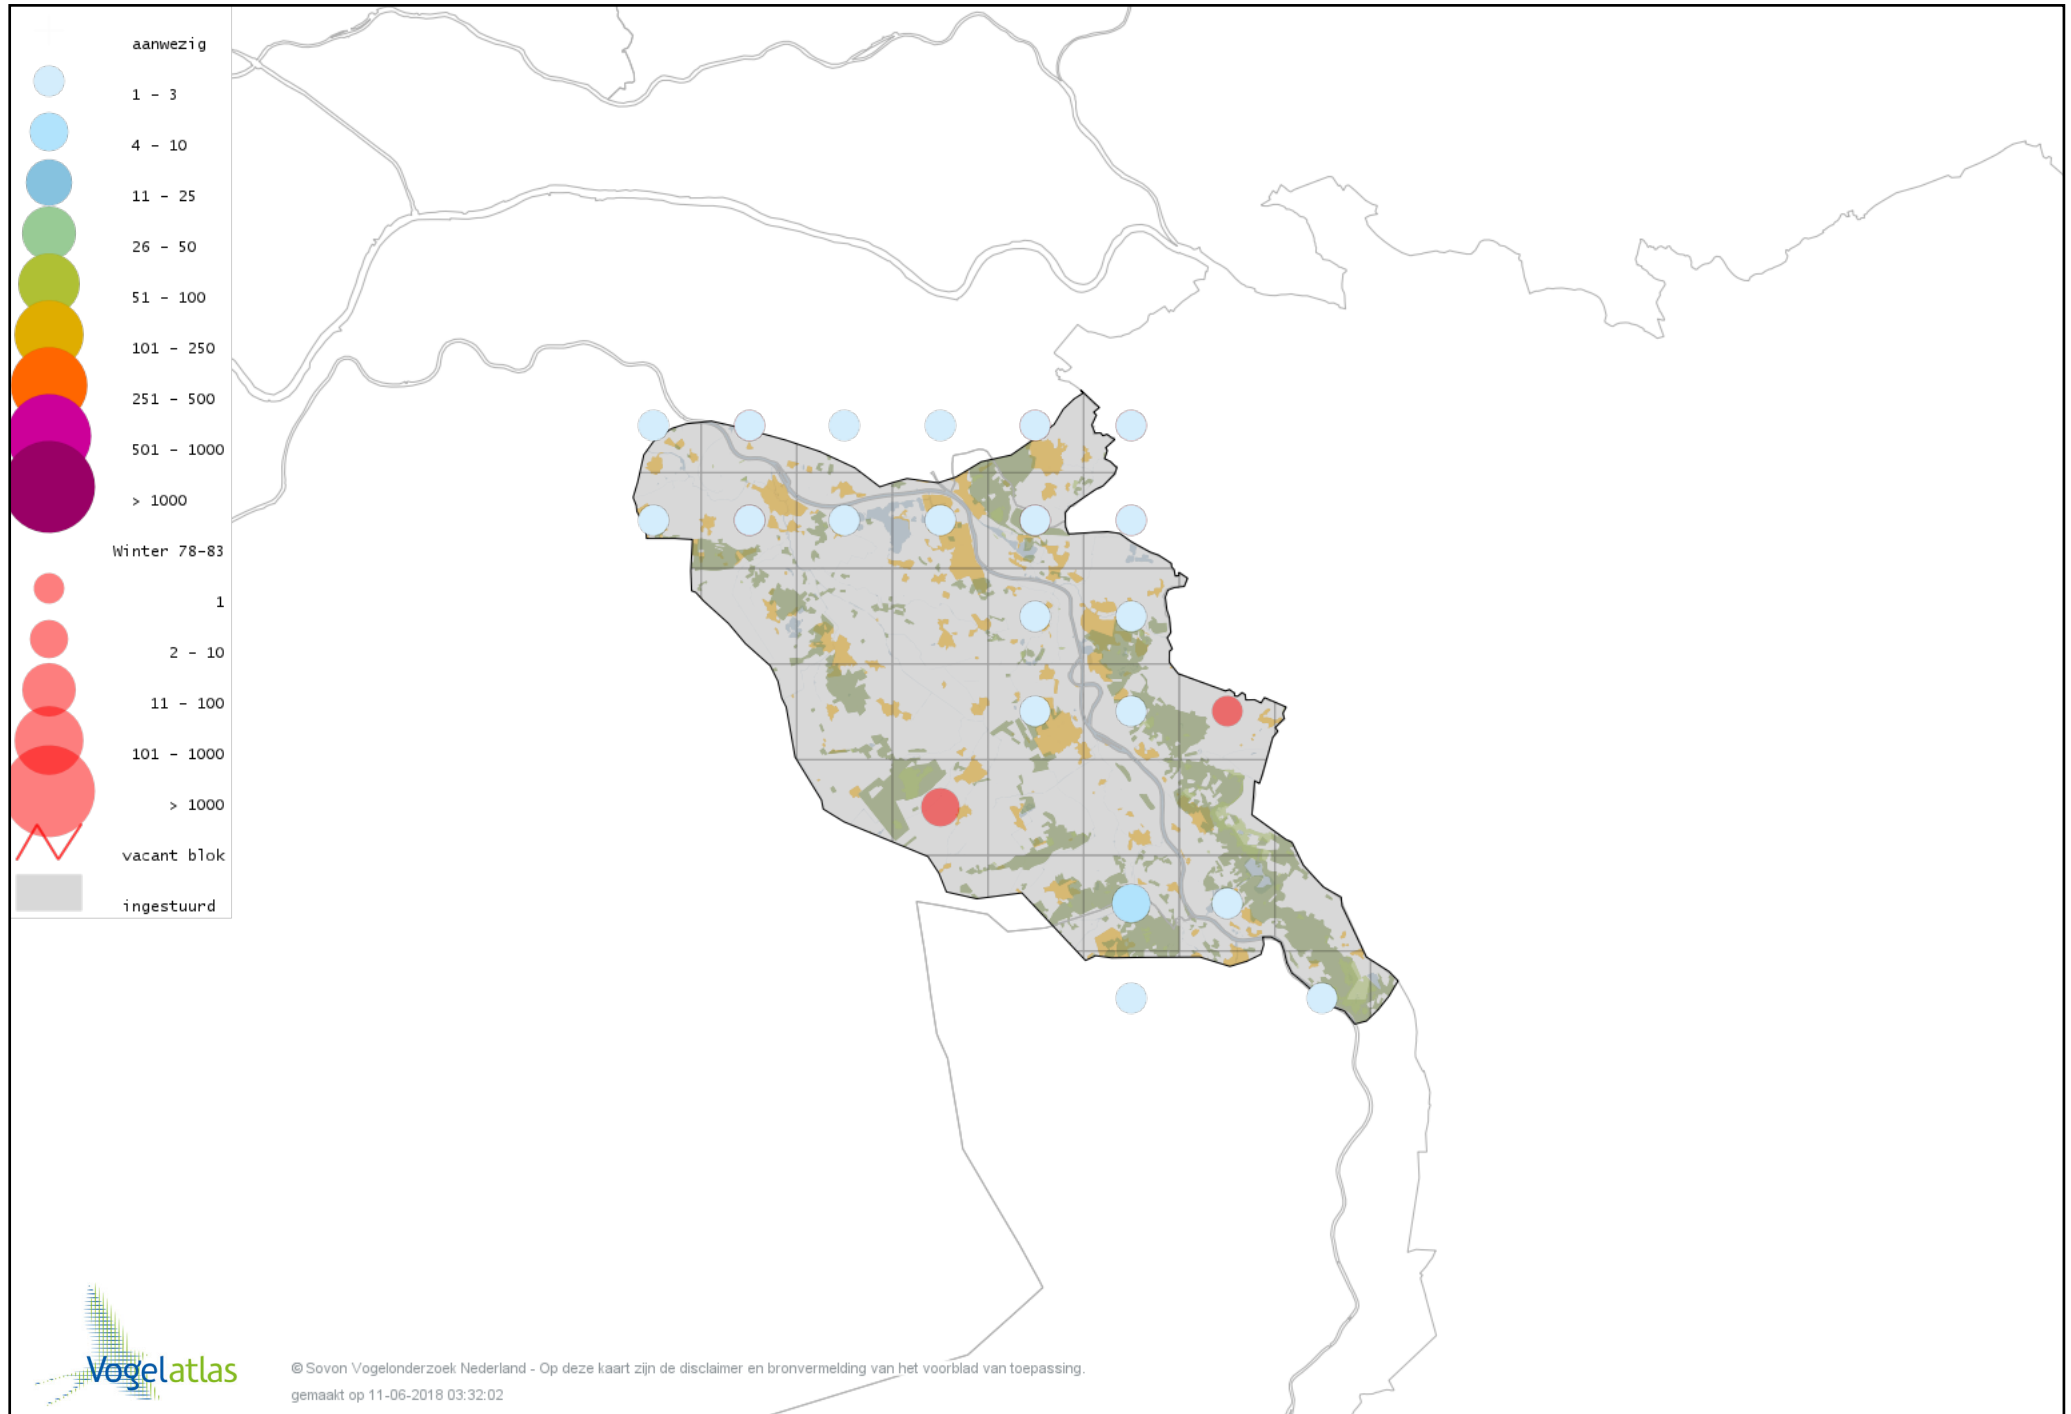 aanwezig
1 - 3
4 - 10
11 - 25
26 - 50
51 - 100
101 - 250
251 - 500
501 - 1000
> 1000
Winter 78-83
1
2 - 10
11 - 100
101 - 1000
> 1000
vacant blok
ingestuurd
Vogelatlas
© Sovon Vogelonderzoek Nederland - Op deze kaart zijn de disclaimer en bronvermelding van het voorblad van toepassing.
gemaakt op 11-06-2018 03:32:02